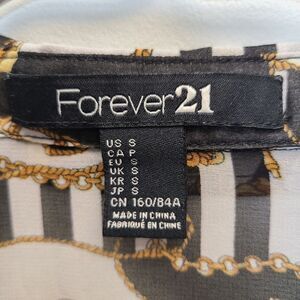 Forever21
US S
CA P
EU S
UK S
KR S
JP S
CN 160/84A
MADE IN CHINA
FABRIQUÉ EN CHINE